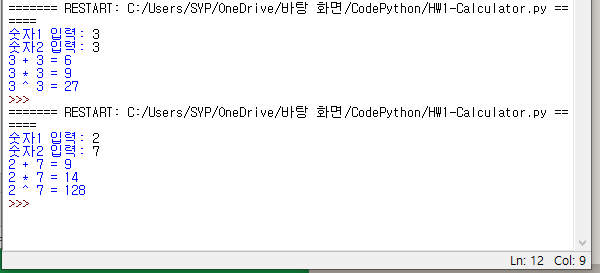 ======= RESTART: C:/Users/SYP/OneDrive/바탕 화면/CodePython/HW1-Calculator.py ==
====
숫자1 입력: 3
숫자2 입력: 3
3 + 3 = 6
3 * 3 = 9
3 ^ 3 = 27
>>>
======= RESTART: C:/Users/SYP/OneDrive/바탕 화면/CodePython/HW1-Calculator.py ==
====
숫자1 입력: 2
숫자2 입력: 7
2 + 7 = 9
2 * 7 = 14
2 ^ 7 = 128
>>>
Ln: 12 Col: 9